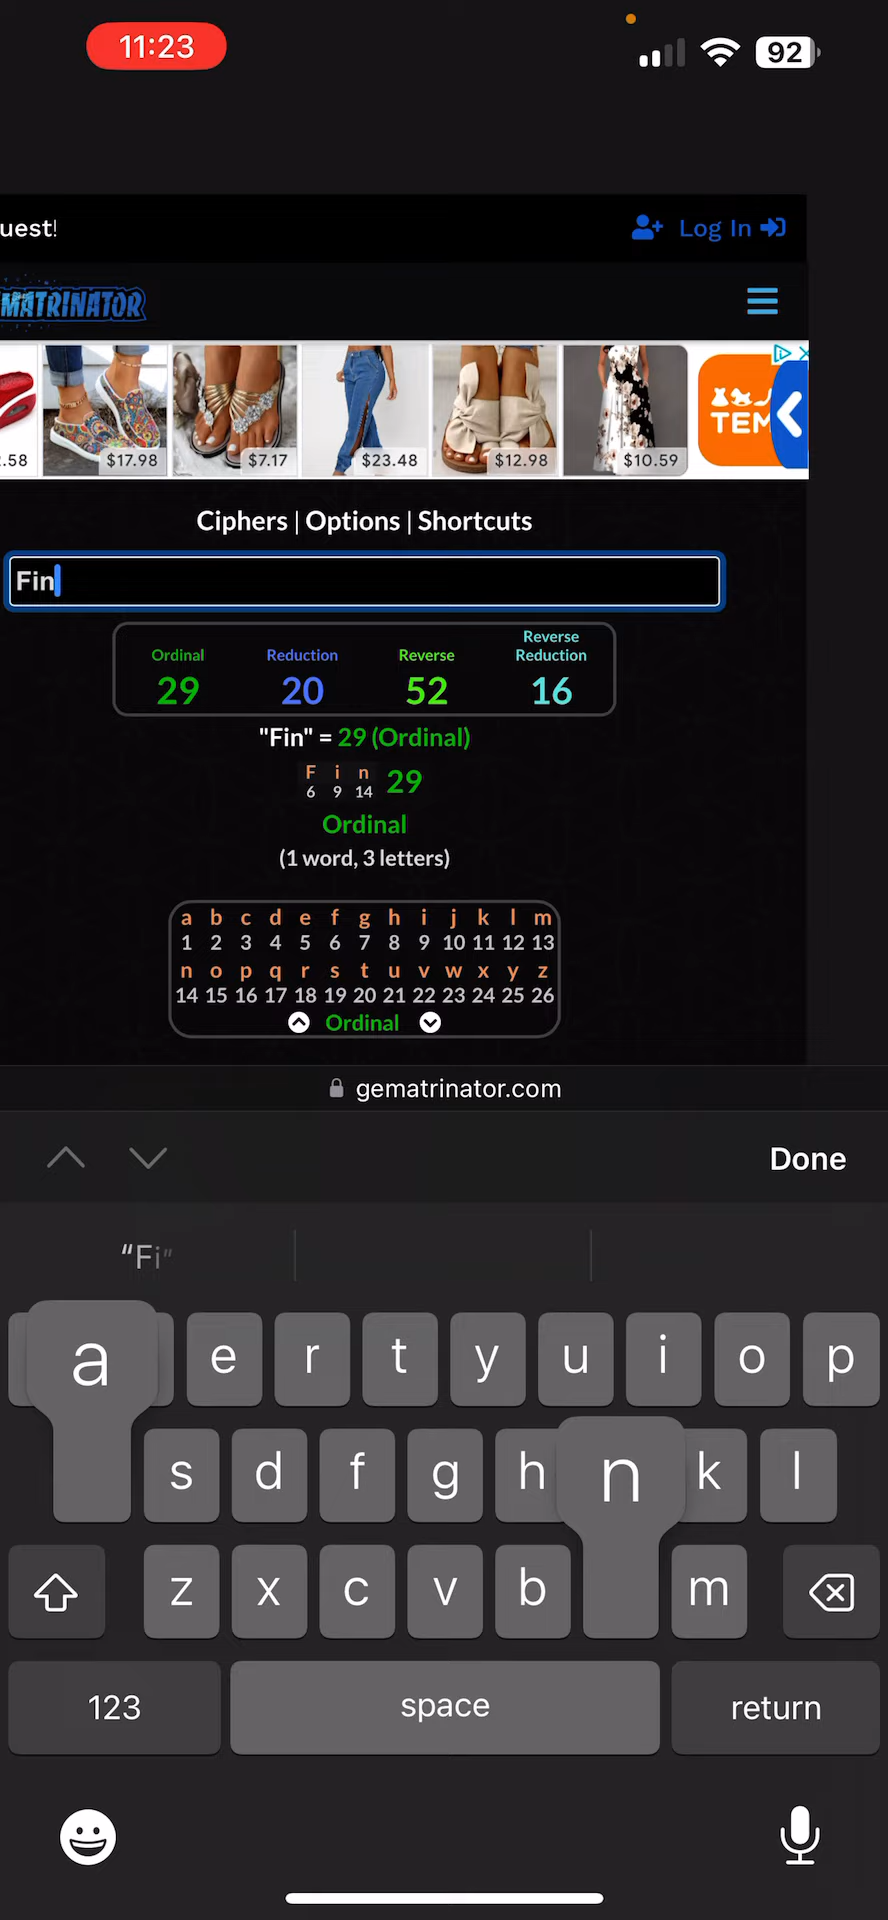 11:23
92
uest!
Log In
MATRINATOR
.58
$17.98
$7.17
$23.48
$12.98
$10.59
TEM
Ciphers | Options | Shortcuts
Fin
Ordinal
Reduction
Reverse
Reverse Reduction
29
20
52
16
"Fin" = 29 (Ordinal)
F i n
6 9 14
29
Ordinal
(1 word, 3 letters)
a b c d e f g h i j k l m
1 2 3 4 5 6 7 8 9 10 11 12 13
n o p q r s t u v w x y z
14 15 16 17 18 19 20 21 22 23 24 25 26
Ordinal
gematrinator.com
Done
“Fi”
a e r t y u i o p
s d f g h n k l
z x c v b m
123
space
return